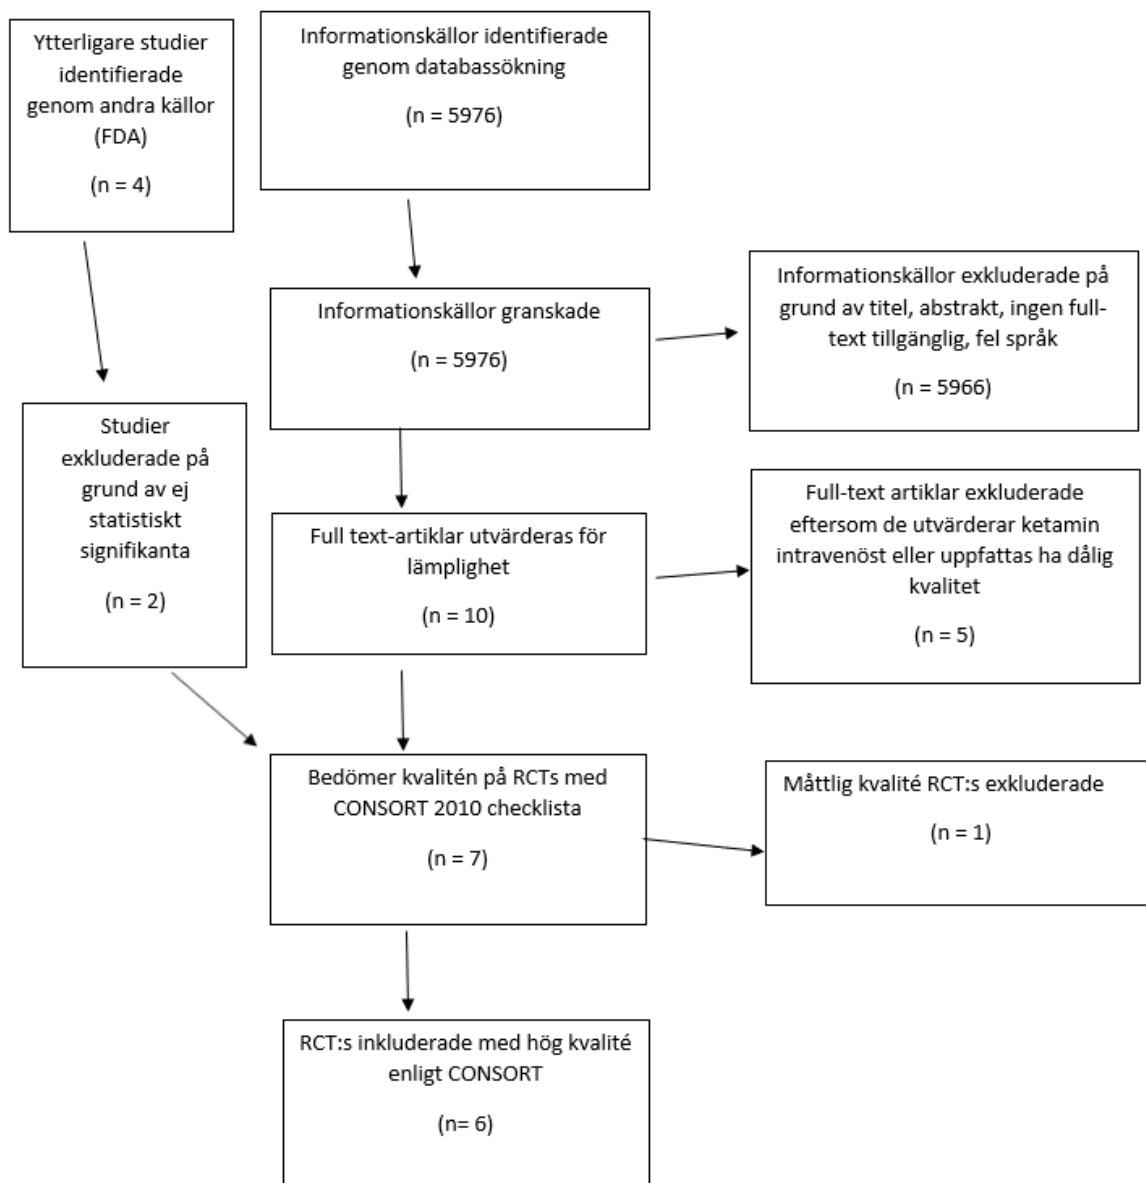 Ytterligare studier
identifierade
genom andra källor
(FDA)
(n = 4)
Informationskällor identifierade
genom databassökning
(n = 5976)
Informationskällor granskade
(n = 5976)
Informationskällor exkluderade på
grund av titel, abstrakt, ingen full-
text tillgänglig, fel språk
(n = 5966)
Studier
exkluderade på
grund av ej
statistiskt
signifikanta
(n = 2)
Full text-artiklar utvärderas för
lämplighet
(n = 10)
Full-text artiklar exkluderade
eftersom de utvärderar ketamin
intravenöst eller uppfattas ha dålig
kvalitet
(n = 5)
Bedömer kvalitén på RCTs med
CONSORT 2010 checklista
(n = 7)
Måttlig kvalité RCT:s exkluderade
(n = 1)
RCT:s inkluderade med hög kvalité
enligt CONSORT
(n= 6)